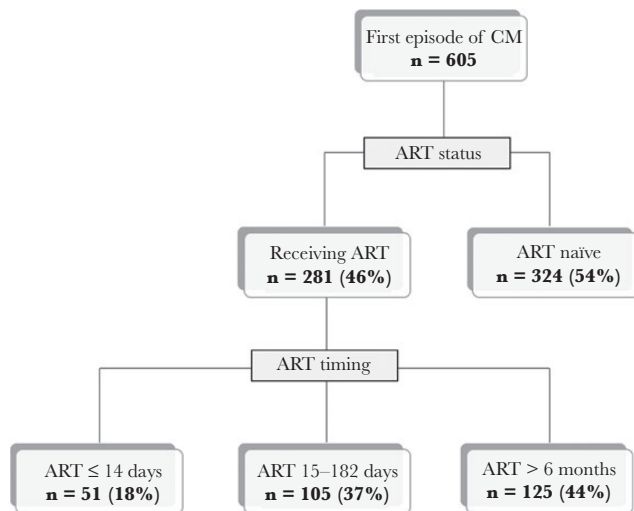 First episode of CM
n = 605
ART status
Receiving ART
n = 281 (46%)
ART naïve
n = 324 (54%)
ART timing
ART ≤ 14 days
n = 51 (18%)
ART 15–182 days
n = 105 (37%)
ART > 6 months
n = 125 (44%)